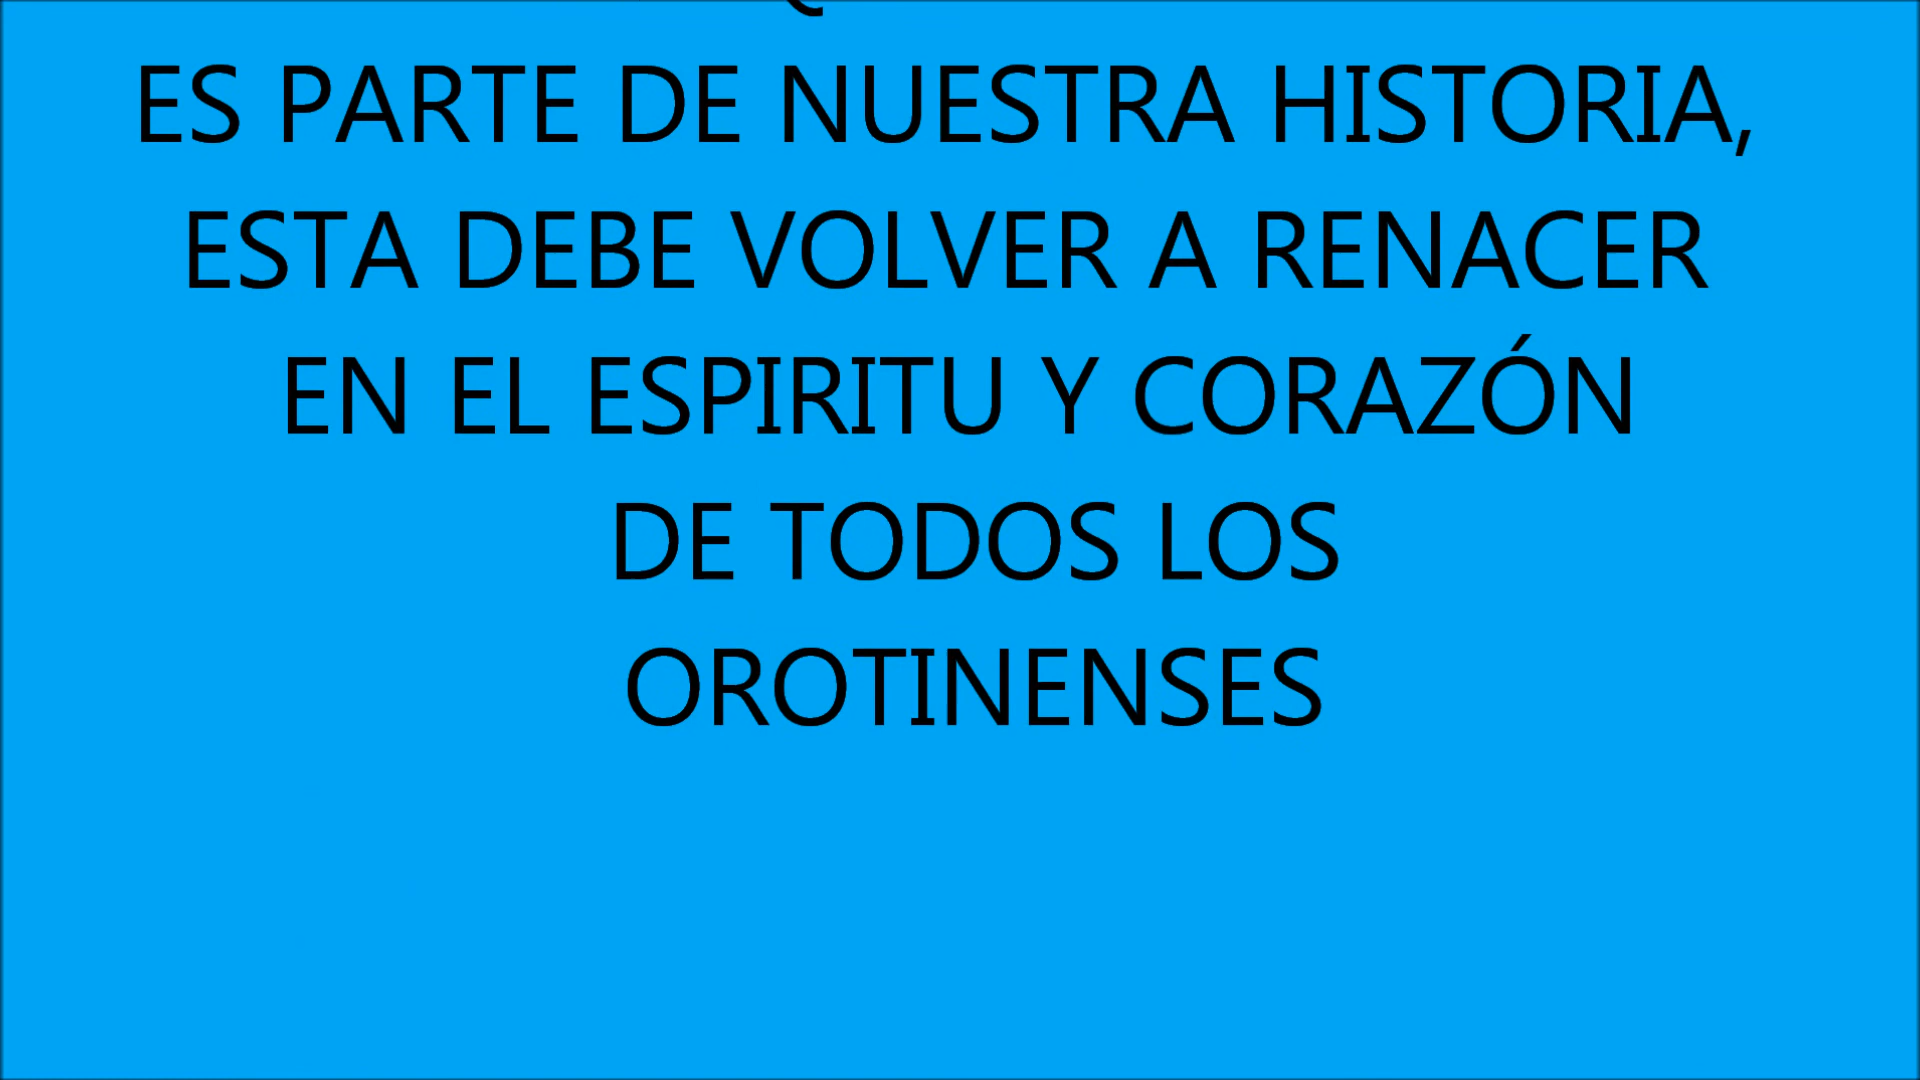 ES PARTE DE NUESTRA HISTORIA,
ESTA DEBE VOLVER A RENACER
EN EL ESPIRITU Y CORAZÓN
DE TODOS LOS
OROTINENSES